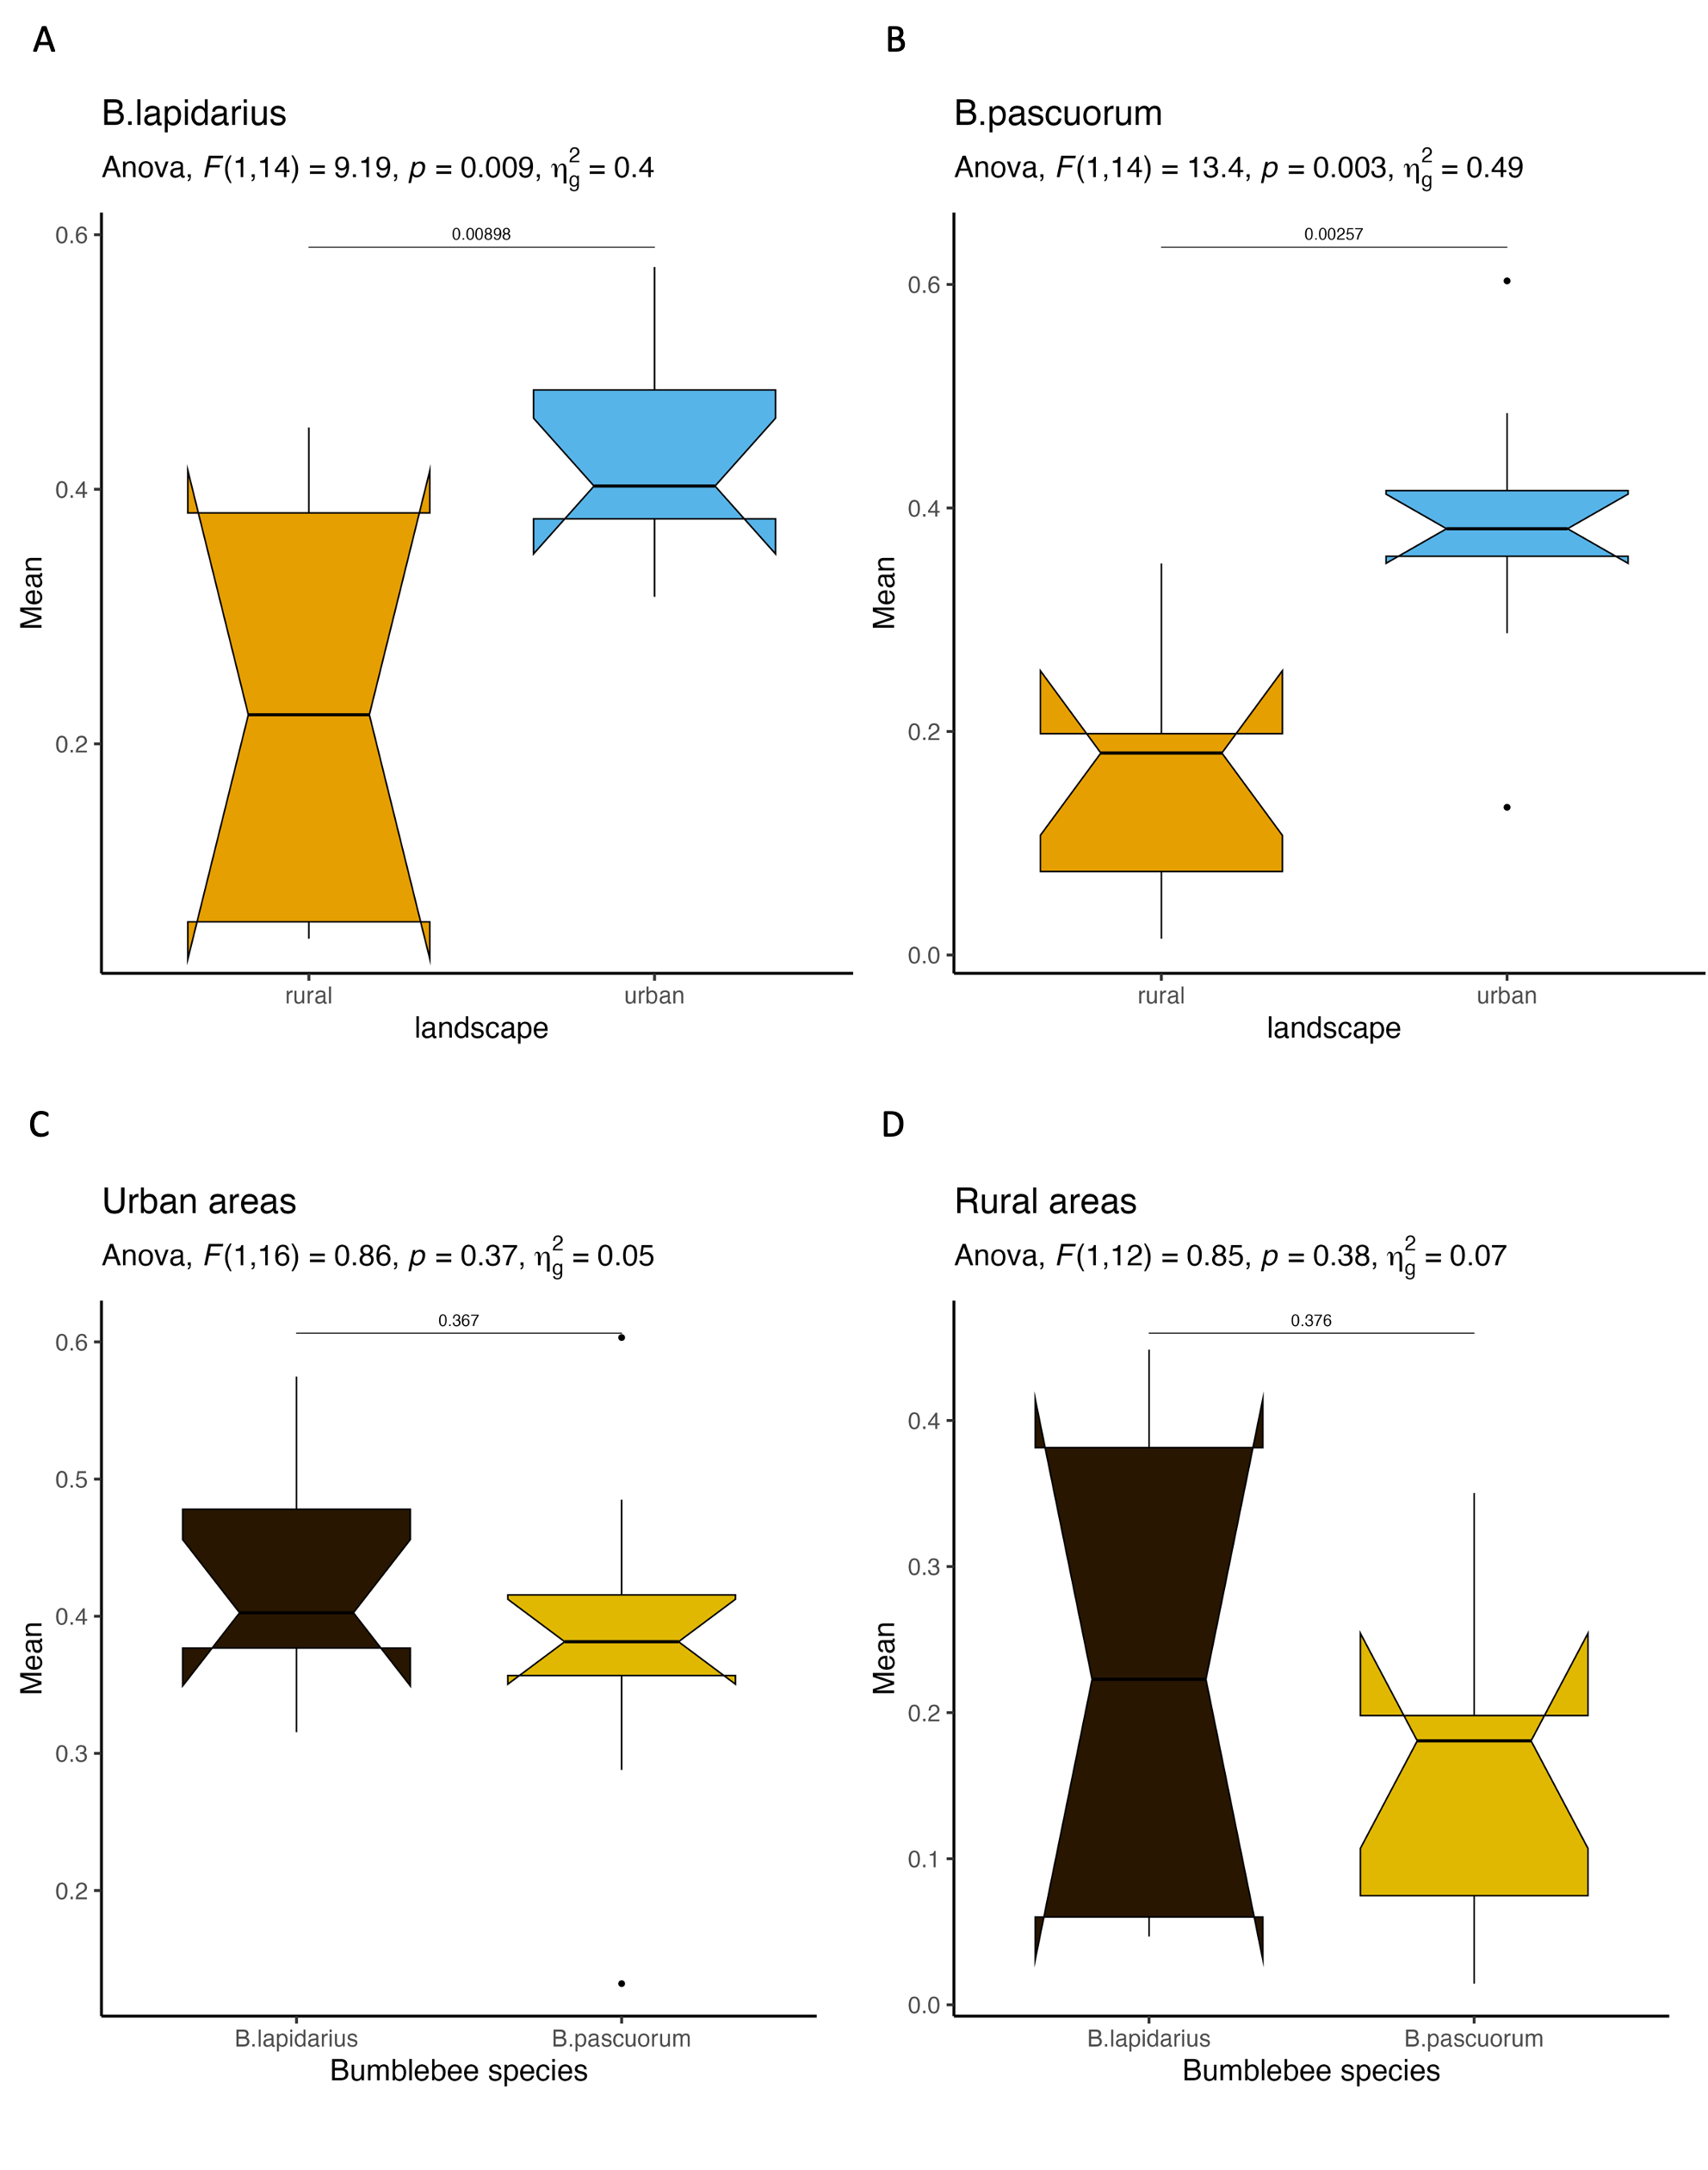 A
B.lapidarius
Anova, F(1,14) = 9.19, p = 0.009, η²g = 0.4
0.00898
0.6
0.4
0.2
Mean
rural urban
landscape
B
B.pascuorum
Anova, F(1,14) = 13.4, p = 0.003, η²g = 0.49
0.00257
0.6
0.4
0.2
0.0
Mean
rural urban
landscape
C
Urban areas
Anova, F(1,16) = 0.86, p = 0.37, η²g = 0.05
0.367
0.6
0.5
0.4
0.3
0.2
Mean
B.lapidarius B.pascuorum
Bumblebee species
D
Rural areas
Anova, F(1,12) = 0.85, p = 0.38, η²g = 0.07
0.376
0.4
0.3
0.2
0.1
0.0
Mean
B.lapidarius B.pascuorum
Bumblebee species